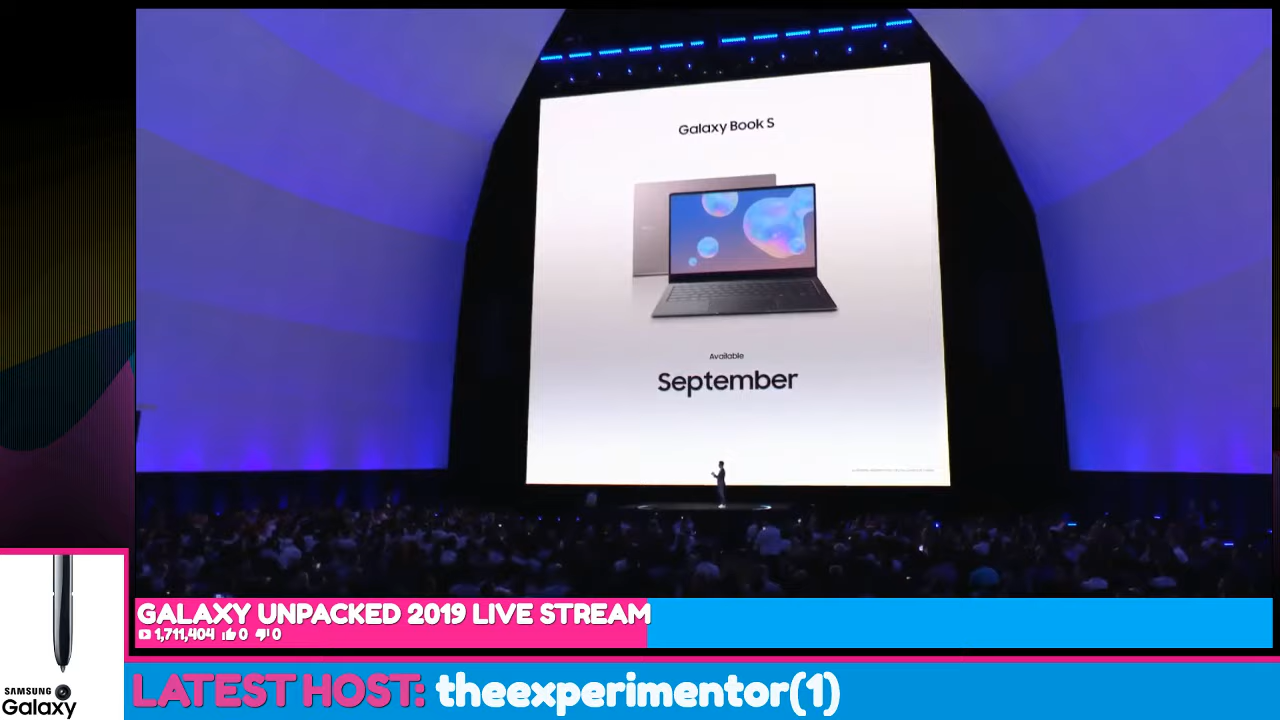 Galaxy Book S
Available
September
GALAXY UNPACKED 2019 LIVE STREAM
1,711,404 0 0
SAMSUNG
Galaxy
LATEST HOST: theexperimentor(1)